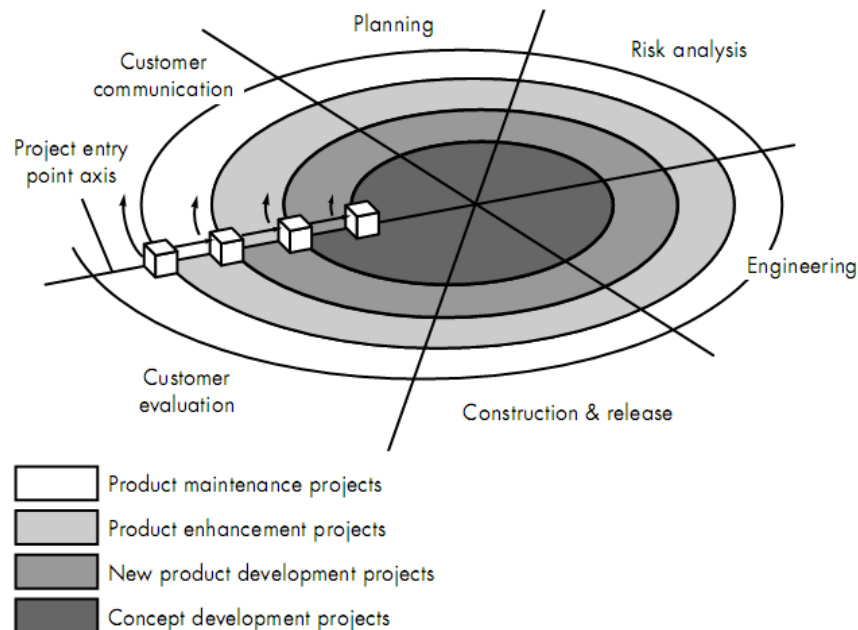 Planning
Risk analysis
Customer
communication
Project entry
point axis
Engineering
Customer
evaluation
Construction & release
Product maintenance projects
Product enhancement projects
New product development projects
Concept development projects